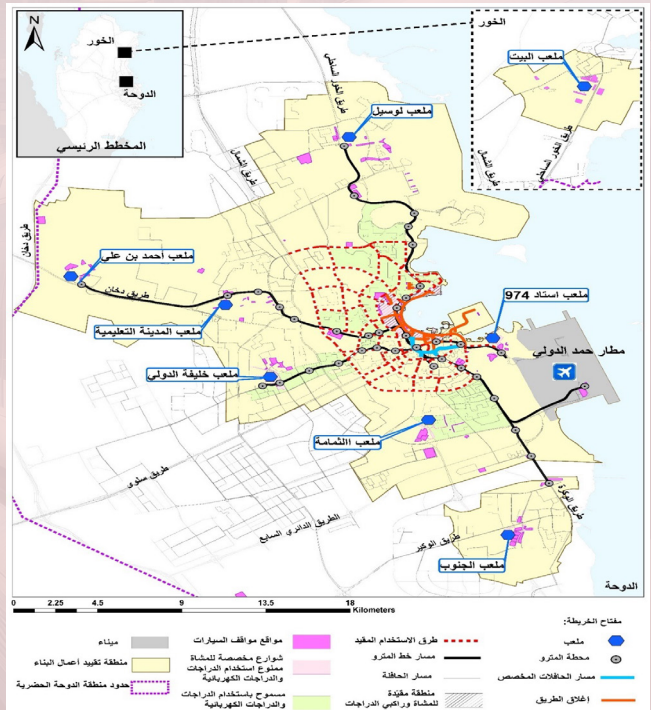 N
الخور
الدوحة
المخطط الرئيسي
الخور
ملعب البيت
طريق الخور الساحلي
طريق الشمال
طريق الخور الساحلي
ملعب لوسيل
طريق الشمال
طريق دخان
ملعب أحمد بن علي
طريق دخان
ملعب المدينة التعليمية
ملعب خليفة الدولي
ملعب استاد 974
مطار حمد الدولي
ملعب االثمامة
طريق سلوى
الطريق الدائري السابع
طريق الوكرة
طريق الوكير
ملعب الجنوب
الدوحة
0 2.25 4.5 9 13.5 18
Kilometers
مفتاح الخريطة:
ملعب
محطة المترو
مسار الحافلات المخصص
إغلاق الطريق
طرق الاستخدام المقيد
مسار خط المترو
مسار الحافلة
منطقة مقيّدة
للمشاة وراكبي الدراجات
مواقع مواقف السيارات
شوارع مخصصة للمشاة
ممنوع استخدام الدراجات
والدراجات الكهربائية
مسموح باستخدام الدراجات
والدراجات الكهربائية
ميناء
منطقة تقييد أعمال البناء
حدود منطقة الدوحة الحضرية